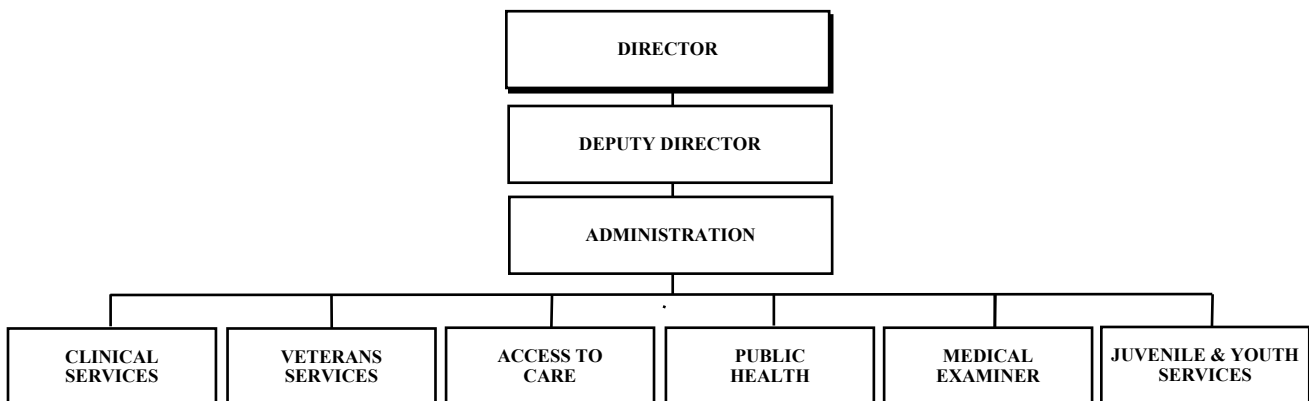 DIRECTOR
DEPUTY DIRECTOR
ADMINISTRATION
CLINICAL
SERVICES
VETERANS
SERVICES
ACCESS TO
CARE
PUBLIC
HEALTH
MEDICAL
EXAMINER
JUVENILE & YOUTH
SERVICES